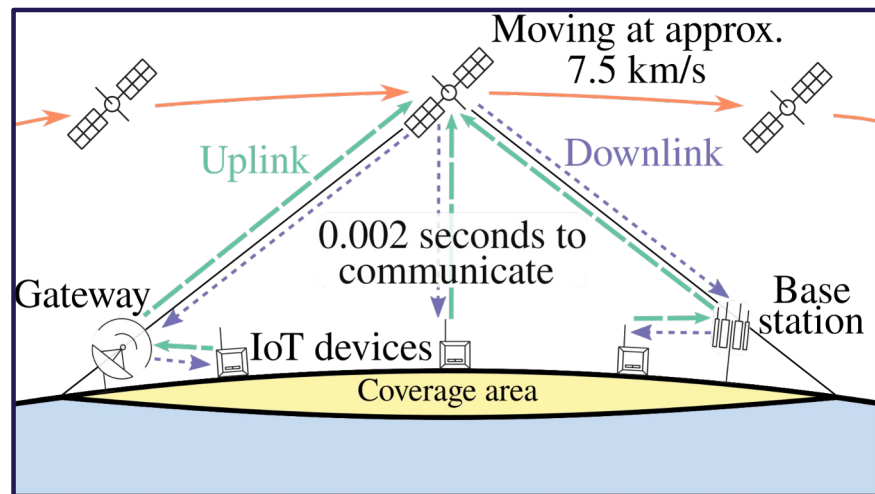 Moving at approx.
7.5 km/s
Uplink
Downlink
0.002 seconds to
communicate
Gateway
Base
station
IoT devices
Coverage area